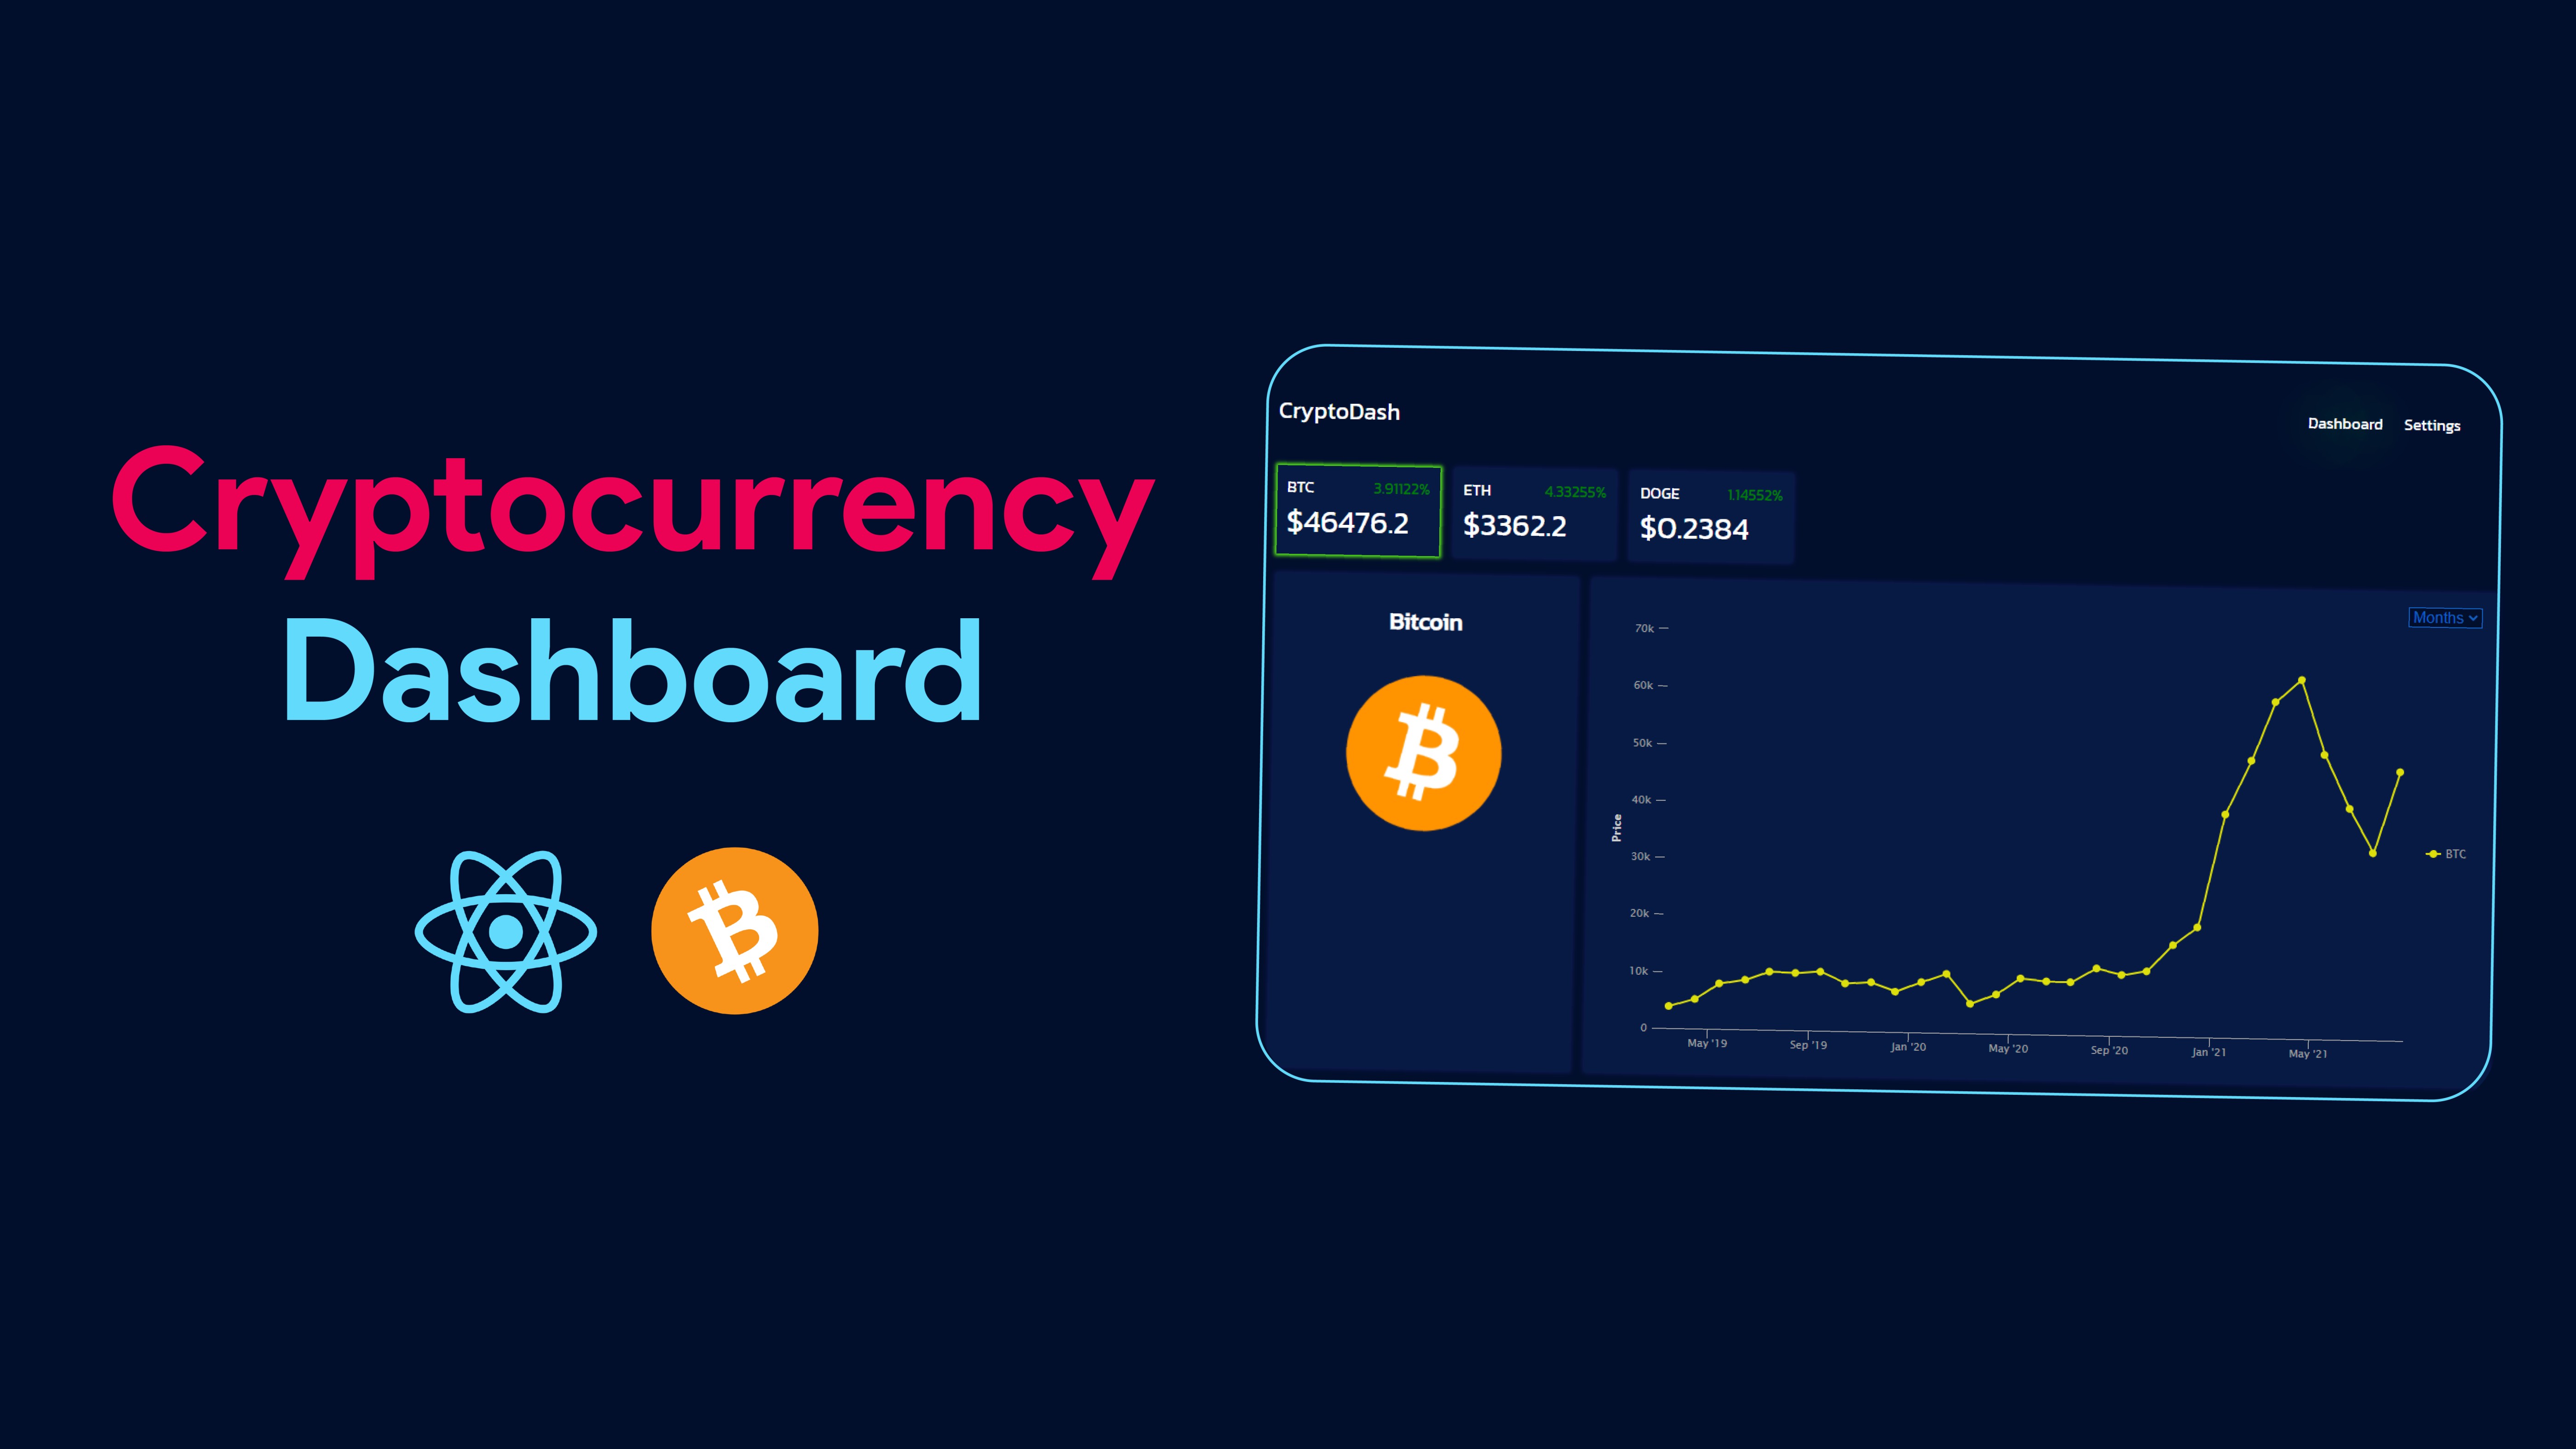 Cryptocurrency
Dashboard
CryptoDash
Dashboard Settings
BTC 3.91122%
$46476.2
ETH 4.33255%
$3362.2
DOGE 1.14552%
$0.2384
Bitcoin
Months
70k
60k
50k
40k
30k
20k
10k
0
Price
May '19 Sep '19 Jan '20 May '20 Sep '20 Jan '21 May '21
BTC